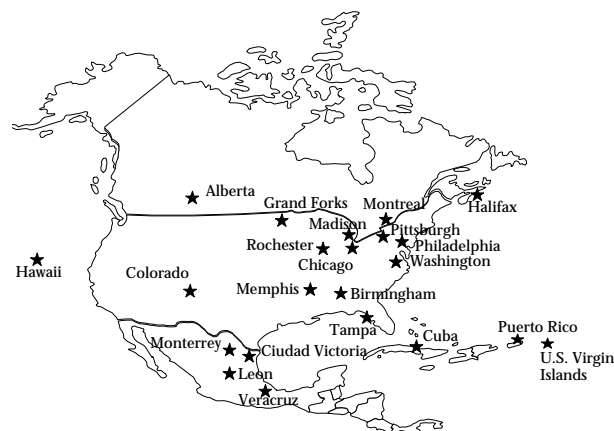 Alberta
Grand Forks
Montreal
Halifax
Madison
Pittsburgh
Rochester
Philadelphia
Chicago
Washington
Hawaii
Colorado
Memphis
Birmingham
Tampa
Cuba
Puerto Rico
Monterrey
Ciudad Victoria
U.S. Virgin
Islands
Leon
Veracruz